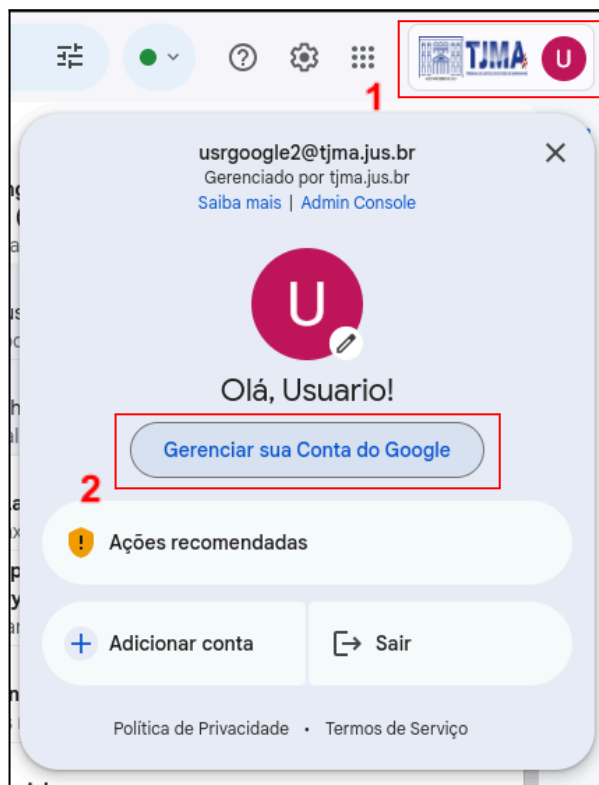 TJMA
U
1
usrgoogle2@tjma.jus.br
Gerenciado por tjma.jus.br
Saiba mais | Admin Console
U
Olá, Usuario!
Gerenciar sua Conta do Google
2
Ações recomendadas
Adicionar conta
Sair
Política de Privacidade • Termos de Serviço